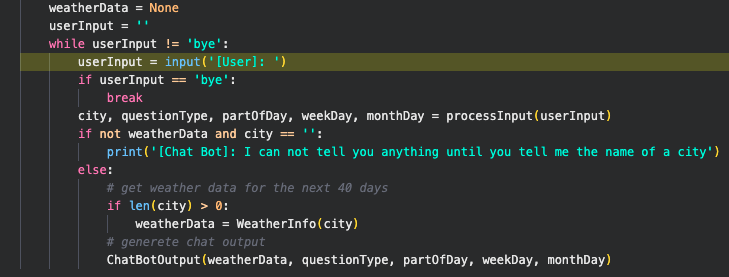 weatherData = None
userInput = ''
while userInput != 'bye':
userInput = input('[User]: ')
if userInput == 'bye':
break
city, questionType, partOfDay, weekDay, monthDay = processInput(userInput)
if not weatherData and city == '':
print('[Chat Bot]: I can not tell you anything until you tell me the name of a city')
else:
# get weather data for the next 40 days
if len(city) > 0:
weatherData = WeatherInfo(city)
# generete chat output
ChatBotOutput(weatherData, questionType, partOfDay, weekDay, monthDay)